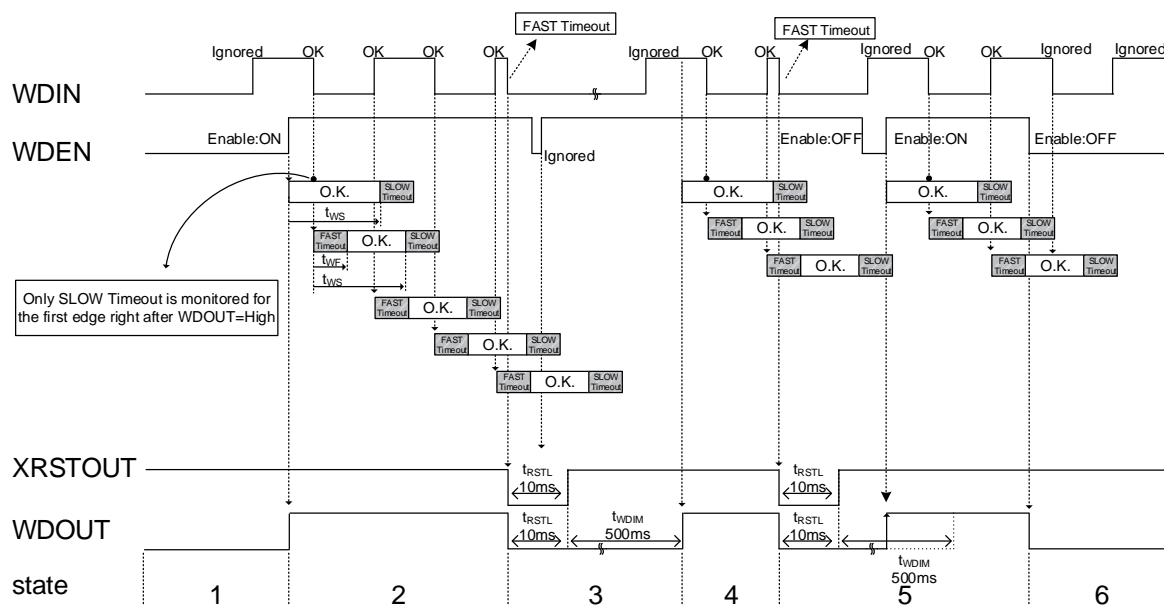 FAST Timeout
FAST Timeout
Ignored OK OK OK OK Ignored OK OK Ignored OK OK Ignored Ignored
WDIN
Enable:ON Enable:OFF Enable:ON Enable:OFF
WDEN
Ignored
O.K. SLOW Timeout O.K. SLOW Timeout O.K. SLOW Timeout
tWS
FAST Timeout O.K. SLOW Timeout FAST Timeout O.K. SLOW Timeout FAST Timeout O.K. SLOW Timeout
tWF
tWS
FAST Timeout O.K. SLOW Timeout FAST Timeout O.K. SLOW Timeout
Only SLOW Timeout is monitored for
the first edge right after WDOUT=High
FAST Timeout O.K. SLOW Timeout
FAST Timeout O.K. SLOW Timeout
FAST Timeout O.K. SLOW Timeout
XRSTOUT
tRSTL tRSTL
10ms 10ms
WDOUT
tRSTL tWDIM tRSTL
10ms 500ms 10ms
tWDIM
500ms
state 1 2 3 4 5 6